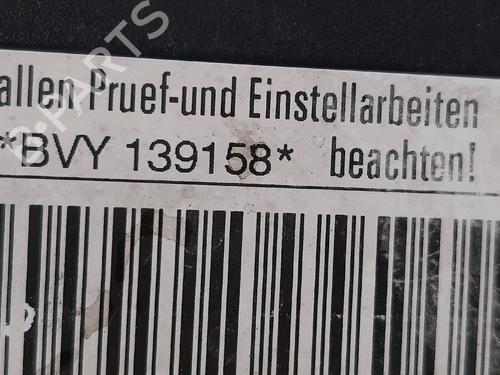 allen Pruef-und Einstellarbeiten
*BVY 139158* beachten!